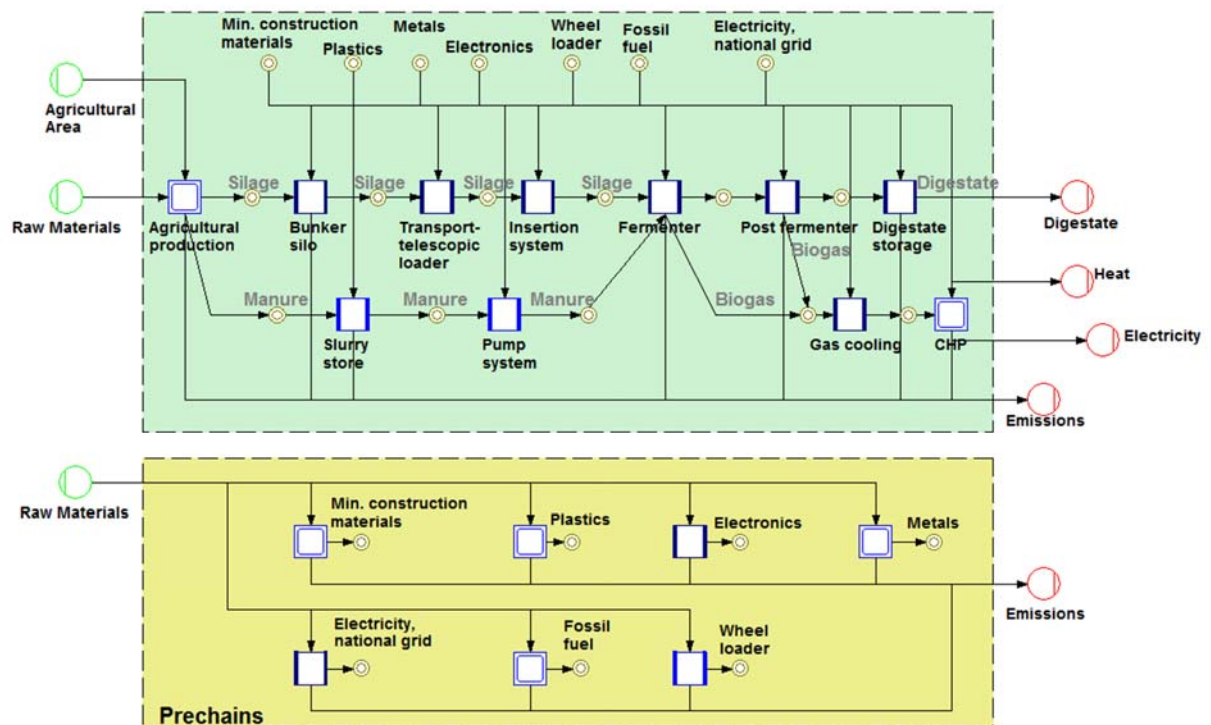 Min. construction
materials
Plastics
Metals
Electronics
Wheel
loader
Fossil
fuel
Electricity,
national grid
Agricultural
Area
Silage
Silage
Silage
Silage
Digestate
Raw Materials
Agricultural
production
Bunker
silo
Transport-
telescopic
loader
Insertion
system
Fermenter
Post fermenter
Digestate
storage
Digestate
Biogas
Heat
Manure
Manure
Manure
Biogas
Slurry
store
Pump
system
Gas cooling
CHP
Electricity
Emissions
Raw Materials
Min. construction
materials
Plastics
Electronics
Metals
Emissions
Electricity,
national grid
Fossil
fuel
Wheel
loader
Prechains